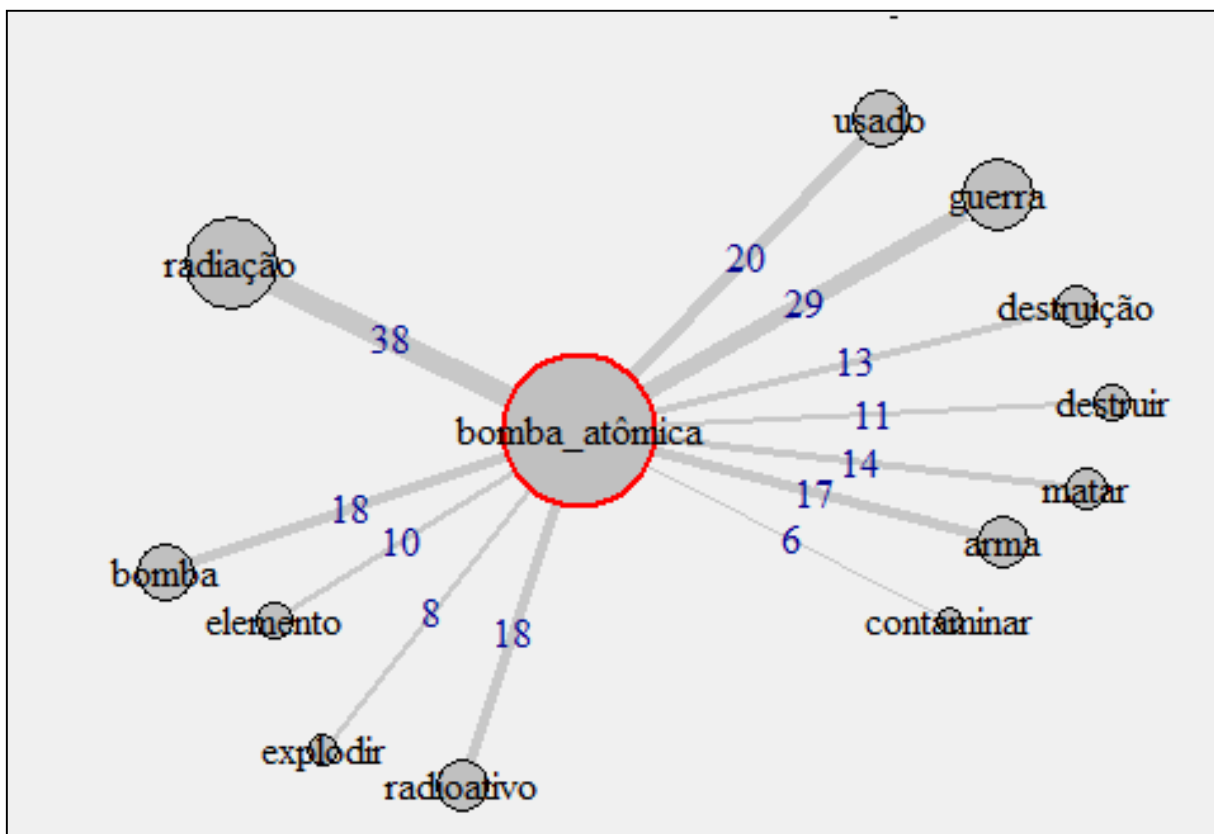 usado
guerra
20
radiação
29
destruição
38
13
destruir
11
bomba_atômica
14
matar
17
18
arma
6
10
bomba
elemento
8
18
contaminar
explodir
radioativo